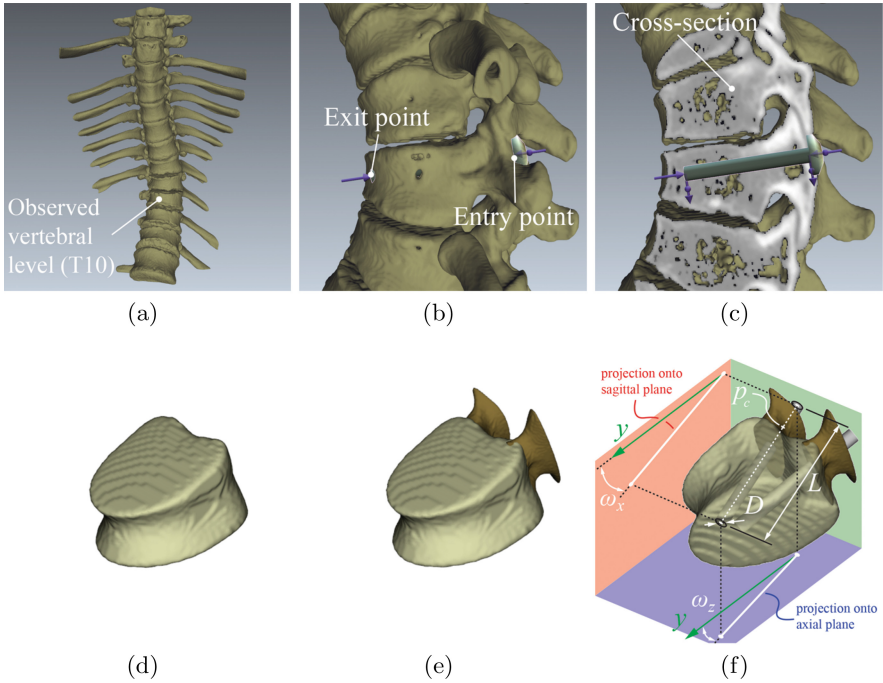 Observed
vertebral
level (T10)
Exit point
Entry point
Cross-section
(a)
(b)
(c)
projection onto
sagittal plane
p_c
y
ω_x
D
L
ω_z
y
projection onto
axial plane
(d)
(e)
(f)